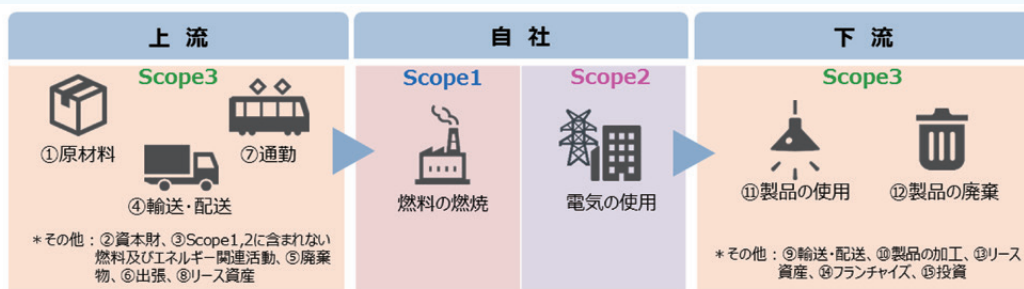 上流
自社
下流
Scope3
①原材料
⑦通勤
④輸送・配送
＊その他：②資本財、③Scope1,2に含まれない
燃料及びエネルギー関連活動、⑤廃棄
物、⑥出張、⑧リース資産
Scope1
燃料の燃焼
Scope2
電気の使用
Scope3
⑪製品の使用
⑫製品の廃棄
＊その他：⑨輸送・配送、⑩製品の加工、⑬リース
資産、⑭フランチャイズ、⑮投資